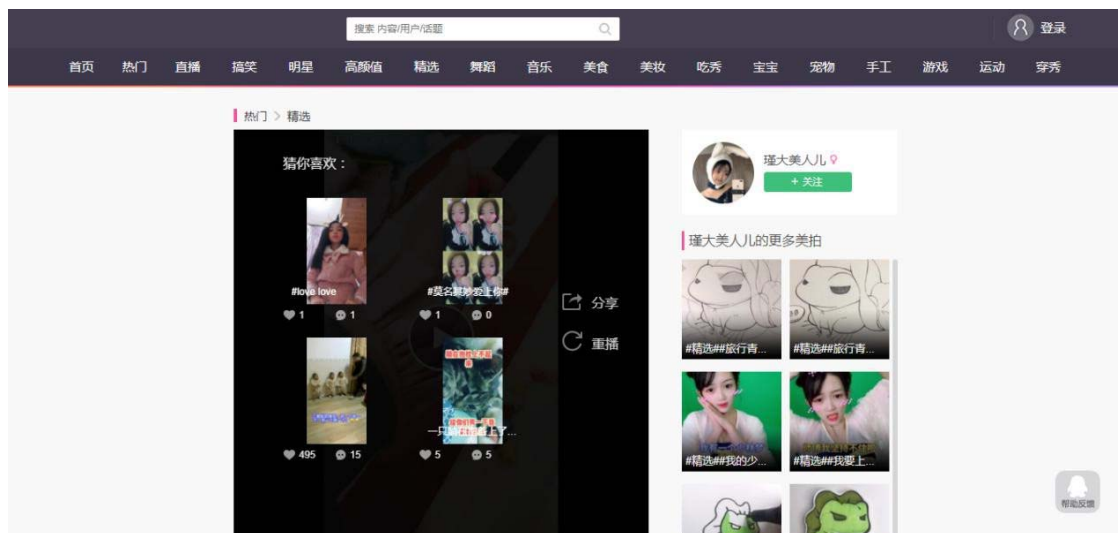 搜索 内容/用户/话题
登录
首页 热门 直播 搞笑 明星 高颜值 精选 舞蹈 音乐 美食 美妆 吃秀 宝宝 宠物 手工 游戏 运动 穿秀
热门 > 精选
猜你喜欢：
#love love
1 1
#莫名其妙爱上你#
1 0
分享
重播
495 15
5 5
瑾大美人儿
+ 关注
瑾大美人儿的更多美拍
#精选##旅行青...
#精选##旅行青...
#精选##我的少...
#精选##我要上...
帮助反馈